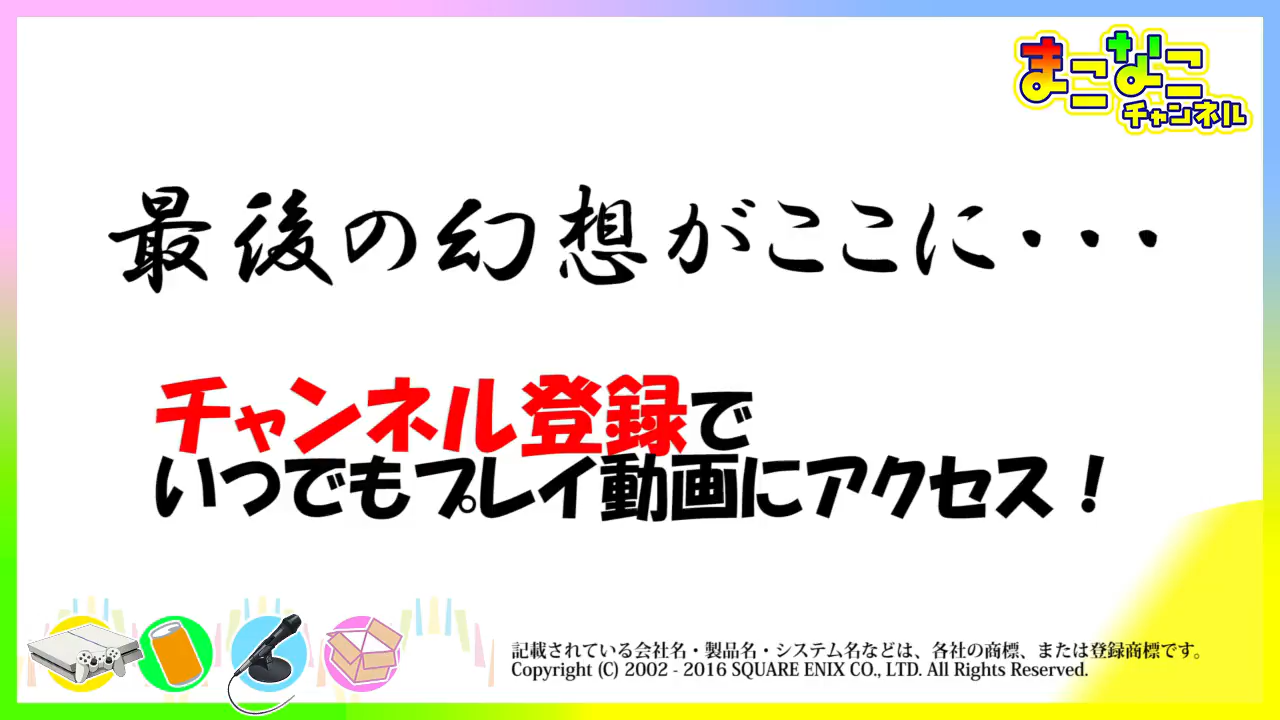 まこなこ
チャンネル
最後の幻想がここに・・・
チャンネル登録で
いつでもプレイ動画にアクセス！
記載されている会社名・製品名・システム名などは、各社の商標、または登録商標です。
Copyright (C) 2002 - 2016 SQUARE ENIX CO., LTD. All Rights Reserved.